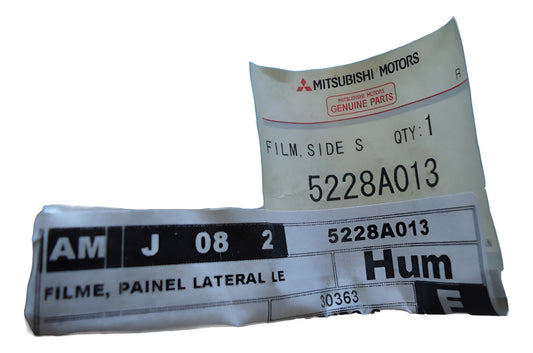 MITSUBISHI MOTORS
MITSUBISHI MOTORS
GENUINE PARTS
R
FILM, SIDE S QTY:1
5228A013
AM J 08 2 5228A013
FILME, PAINEL LATERAL LE Hum
30363